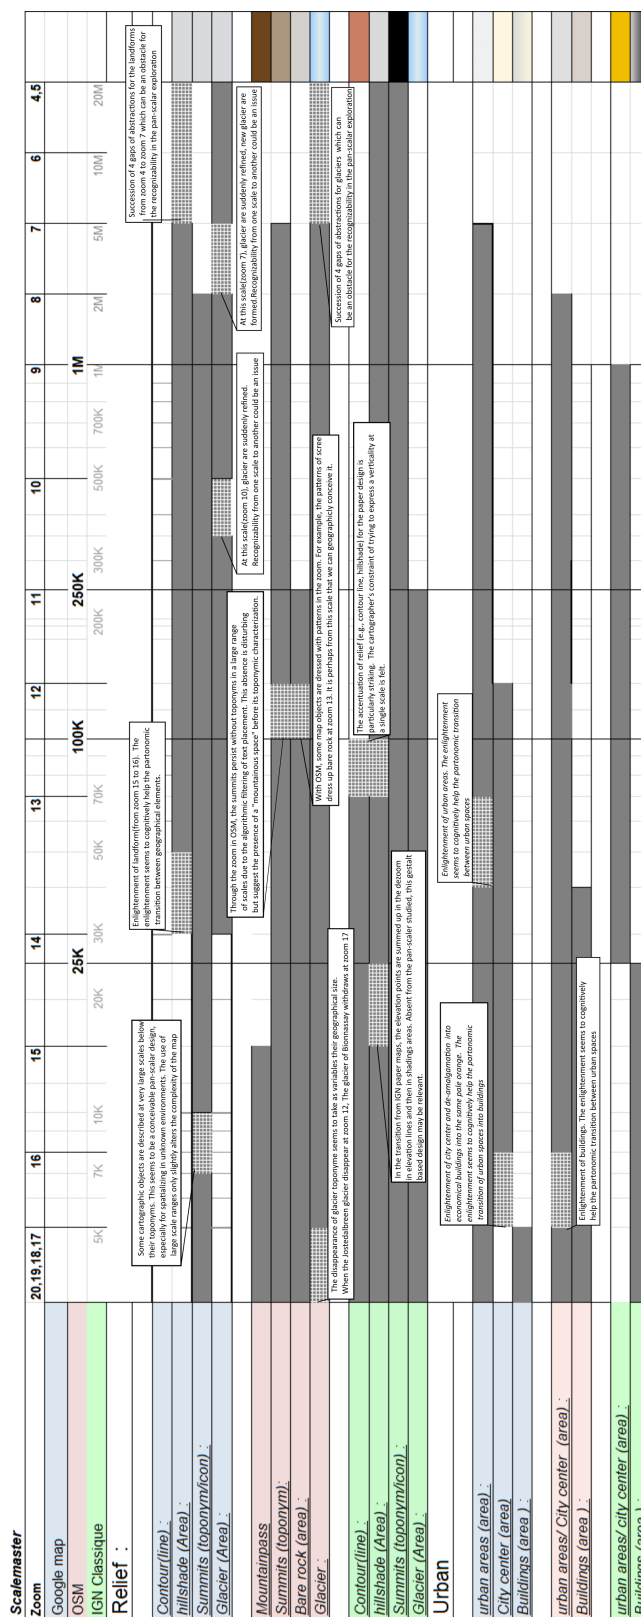 Scalemaster
Zoom
20,19,18,17
16
15
14
13
12
11
10
9
8
7
6
4,5
Google map
OSM
25K
100K
250K
1M
IGN Classique
5K
7K
10K
20K
30K
50K
70K
200K
300K
500K
700K
1M
2M
5M
10M
20M
Relief :
Contour(line) :
hillshade (Area) :
Summits (toponym/icon) :
Glacier (Area) :
Mountainpass
Summits (toponym):
Bare rock (area) :
Glacier :
Contour(line) :
hillshade (Area) :
Summits (toponym/icon) :
Glacier (area) :
Urban
urban areas (area) :
City center (area)
Buildings (area ) :
urban areas/ City center (area) :
Buildings (area ) :
urban areas/ city center (area) :
Some cartographic objects are described at very large scales below
their toponyms. This seems to be a conceivable pan-scalar design,
especially for spatializing in unknown environments. The use of
large scale ranges only slightly alters the complexity of the map
Enlightenment of landform(from zoom 15 to 16). The
enlightenment seems to cognitively help the partonomic
transition between geographical elements.
Succession of 4 gaps of abstractions for the landforms
from zoom 4 to zoom 7 which can be an obstacle for
the recognizability in the pan-scalar exploration
Through the zoom in OSM, the summits persist without toponyms in a large range
of scales due to the algorithmic filtering of text placement. This absence is disturbing
but suggest the presence of a "mountainous space" before its toponymic characterization.
At this scale(zoom 10), glacier are suddenly refined.
Recognizability from one scale to another could be an issue
At this scale(zoom 7), glacier are suddenly refined, new glacier are
formed.Recognizability from one scale to another could be an issue
With OSM, some map objects are dressed with patterns in the zoom. For example, the patterns of scree
dress up bare rock at zoom 13. It is perhaps from this scale that we can geographicly conceive it.
The disappearance of glacier toponyme seems to take as variables their geographical size.
When the Jostedalbreen glacier disappear at zoom 12, The glacier of Bionnassay withdraws at zoom 17
Succession of 4 gaps of abstractions for glaciers which can
be an obstacle for the recognizability in the pan-scalar exploration
The accentuation of relief (e.g., contour line, hillshade) for the paper design is
particularly striking. The cartographer's constraint of trying to express a verticality at
a single scale is felt.
In the transition from IGN paper maps, the elevation points are summed up in the dezoom
in elevation lines and then in shadings areas. Absent from the pan-scaler studied, this gestalt
based design may be relevant.
Enlightenment of city center and de-amalgamation into
economical buildings into the same pale orange. The
enlightenment seems to cognitively help the partonomic
transition of urban spaces into buildings
Enlightenment of urban areas. The enlightenment
seems to cognitively help the partonomic transition
between urban spaces
Enlightenment of buildings. The enlightenment seems to cognitively
help the partonomic transition between urban spaces